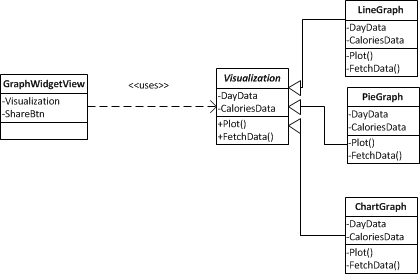 GraphWidgetView
-Visualization
-ShareBtn
<<uses>>
Visualization
-DayData
-CaloriesData
+Plot()
+FetchData()
LineGraph
-DayData
-CaloriesData
-Plot()
-FetchData()
PieGraph
-DayData
-CaloriesData
-Plot()
-FetchData()
ChartGraph
-DayData
-CaloriesData
-Plot()
-FetchData()